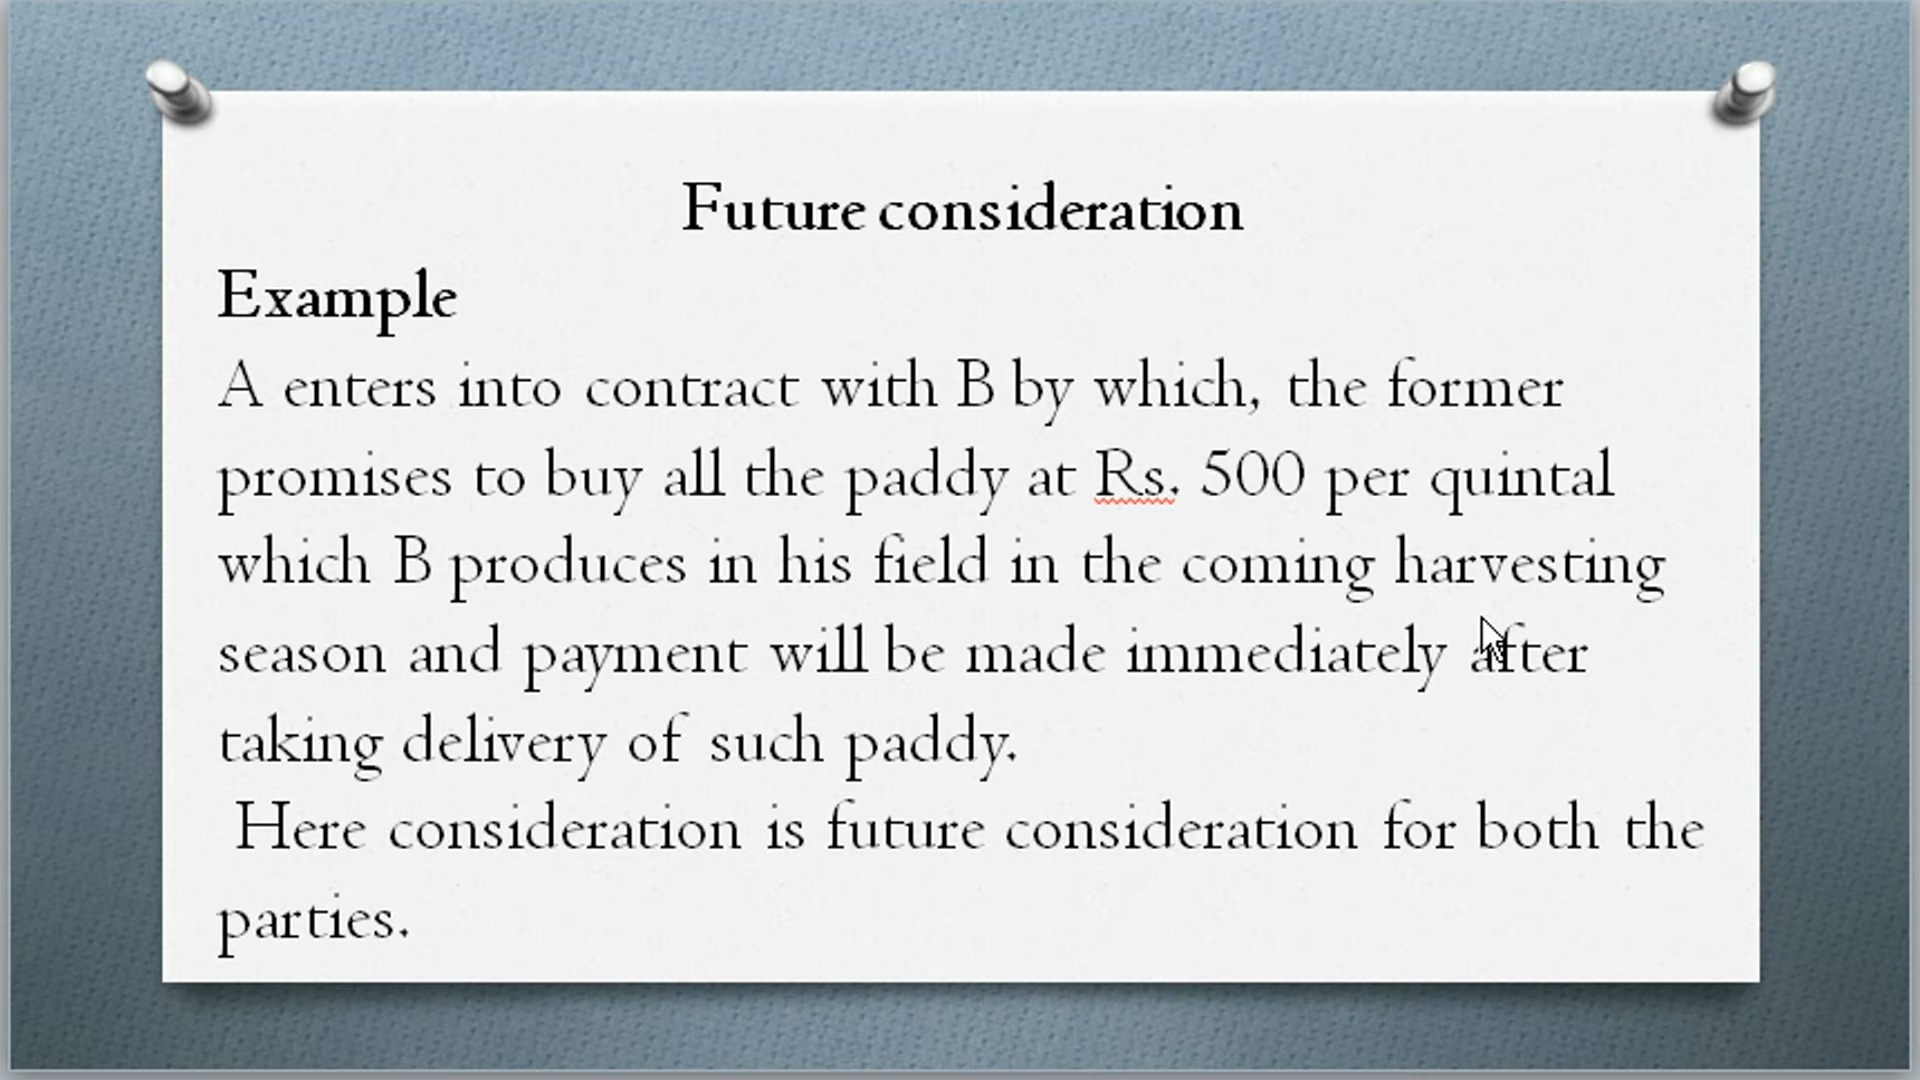 Future consideration
Example
A enters into contract with B by which, the former
promises to buy all the paddy at Rs. 500 per quintal
which B produces in his field in the coming harvesting
season and payment will be made immediately after
taking delivery of such paddy.
Here consideration is future consideration for both the
parties.